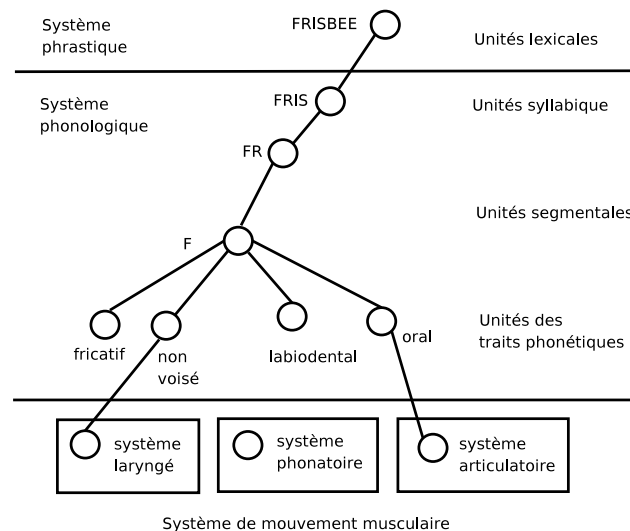 Système
phrastique
FRISBEE
Unités lexicales
Système
phonologique
FRIS
Unités syllabique
FR
Unités segmentales
F
fricatif
non
voisé
labiodental
oral
Unités des
traits phonétiques
système
laryngé
système
phonatoire
système
articulatoire
Système de mouvement musculaire